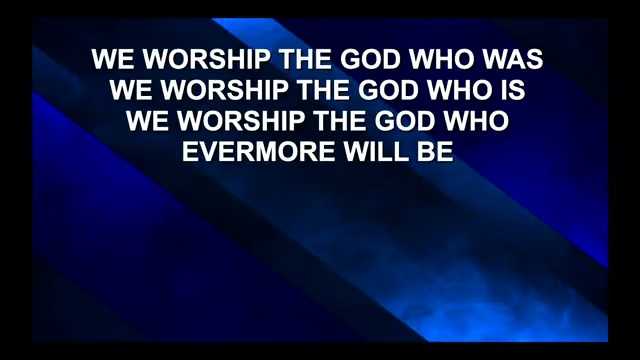 WE WORSHIP THE GOD WHO WAS
WE WORSHIP THE GOD WHO IS
WE WORSHIP THE GOD WHO
EVERMORE WILL BE